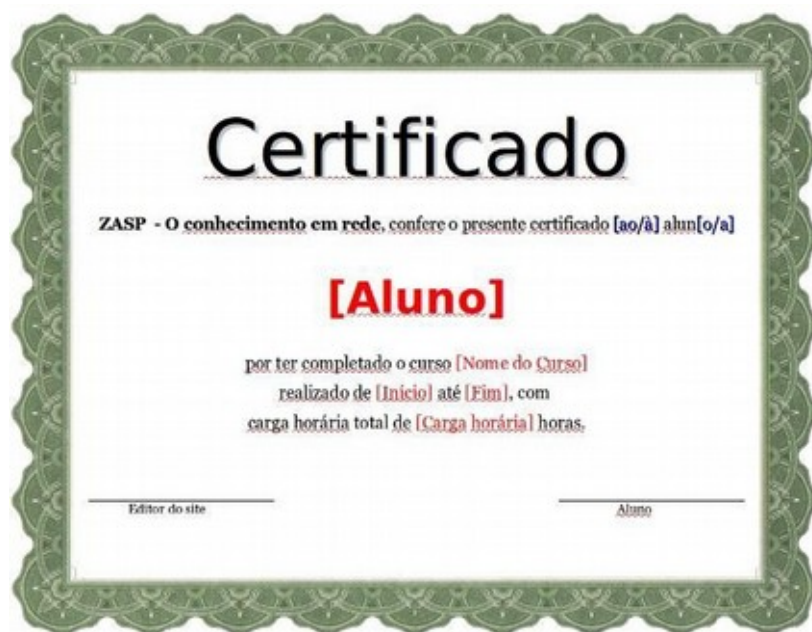 Certificado
ZASP - O conhecimento em rede, confere o presente certificado [ao/à] alun[o/a]
[Aluno]
por ter completado o curso [Nome do Curso]
realizado de [Início] até [Fim], com
carga horária total de [Carga horária] horas.
Editor do site
Aluno